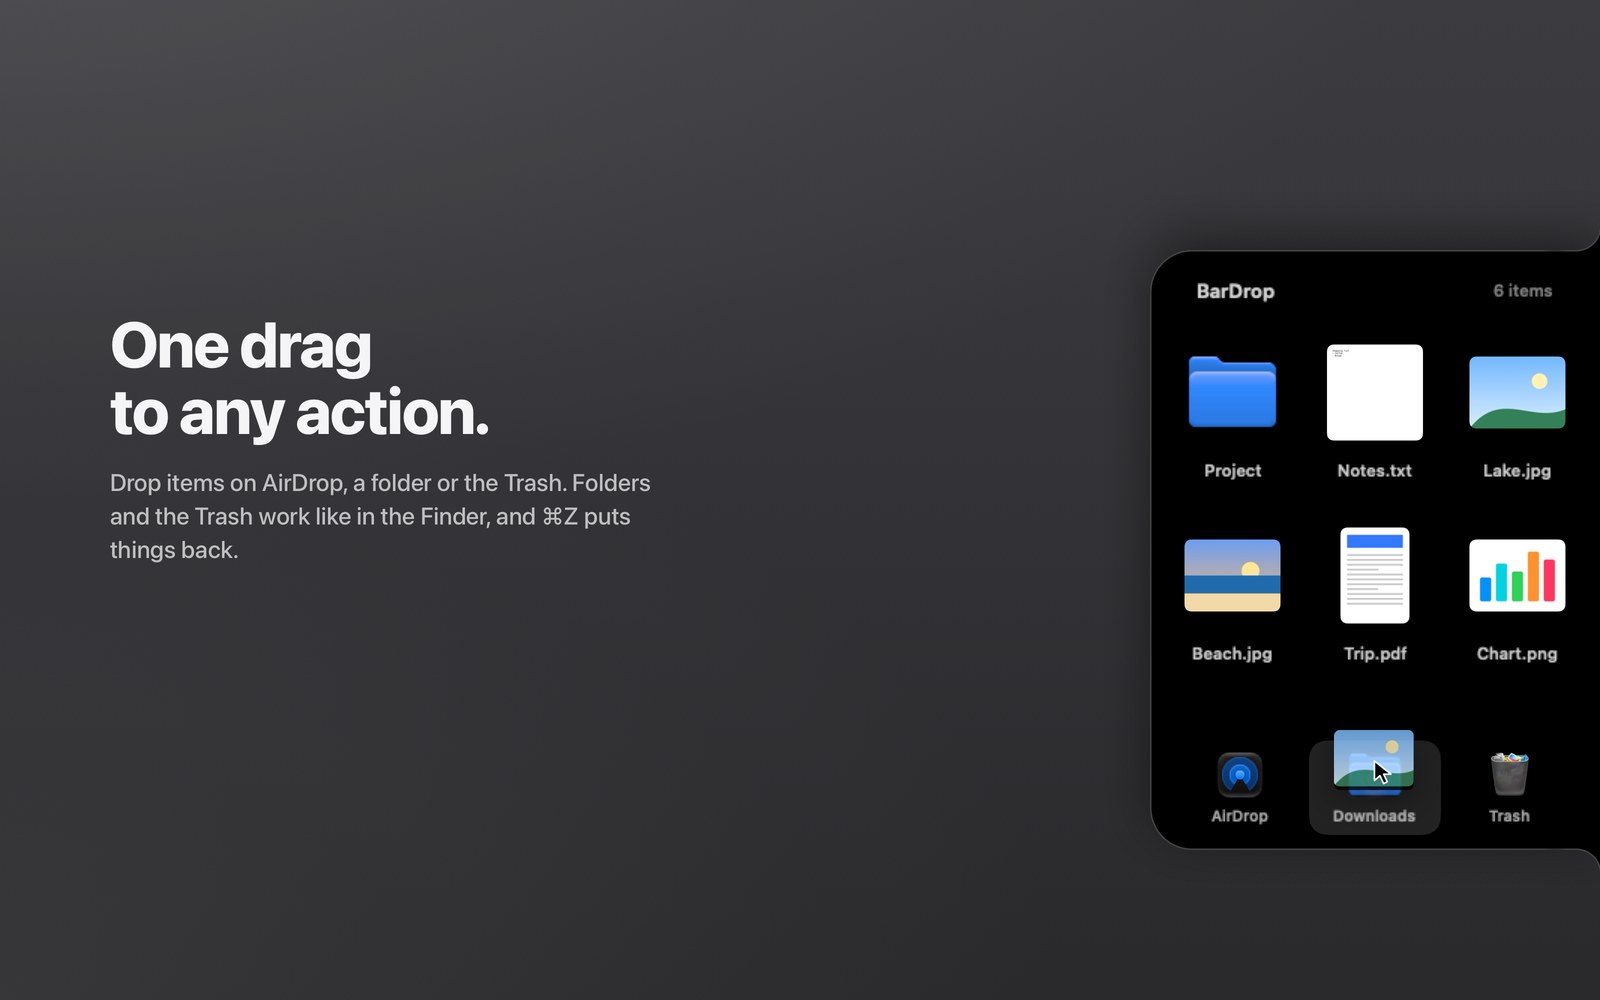 One drag
to any action.
Drop items on AirDrop, a folder or the Trash. Folders
and the Trash work like in the Finder, and ⌘Z puts
things back.
BarDrop
6 items
Project
Notes.txt
Lake.jpg
Beach.jpg
Trip.pdf
Chart.png
AirDrop
Downloads
Trash